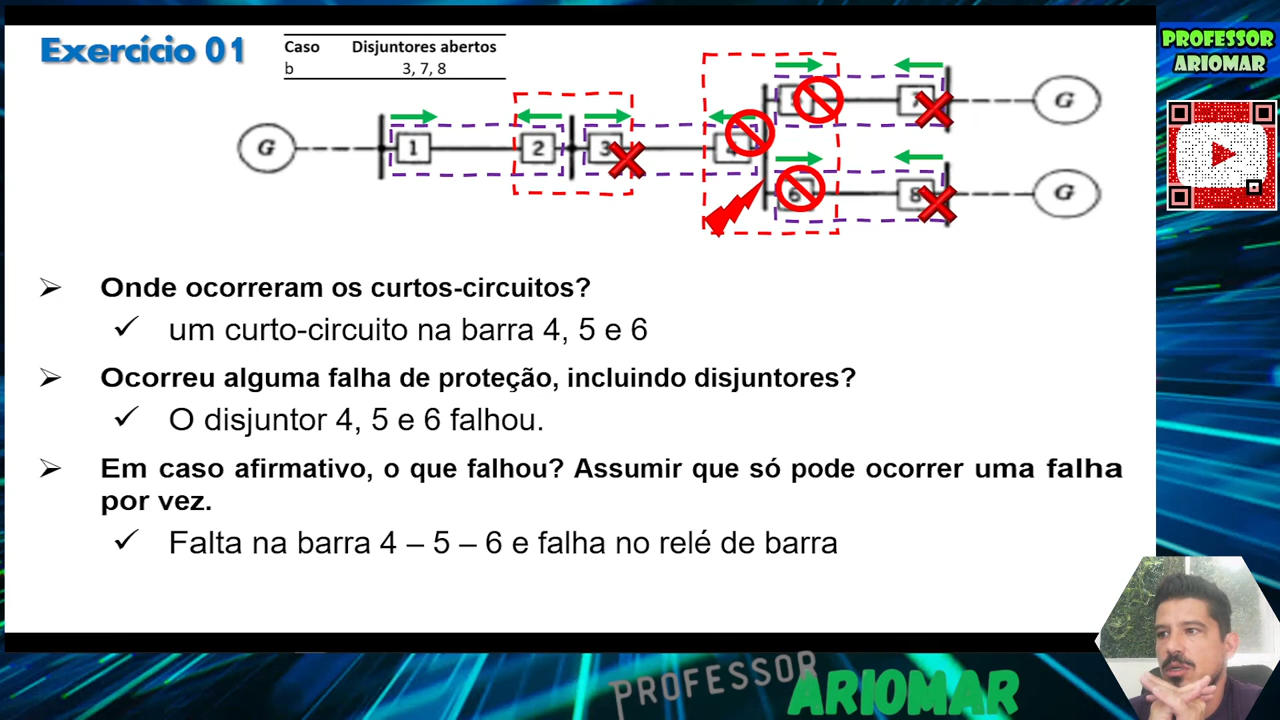 Exercício 01
Caso Disjuntores abertos
b 3, 7, 8
PROFESSOR
ARIOMAR
G 1 2 3 4 6 8 G G
Onde ocorreram os curtos-circuitos?
um curto-circuito na barra 4, 5 e 6
Ocorreu alguma falha de proteção, incluindo disjuntores?
O disjuntor 4, 5 e 6 falhou.
Em caso afirmativo, o que falhou? Assumir que só pode ocorrer uma falha
por vez.
Falta na barra 4 – 5 – 6 e falha no relé de barra
PROFESSOR
ARIOMAR